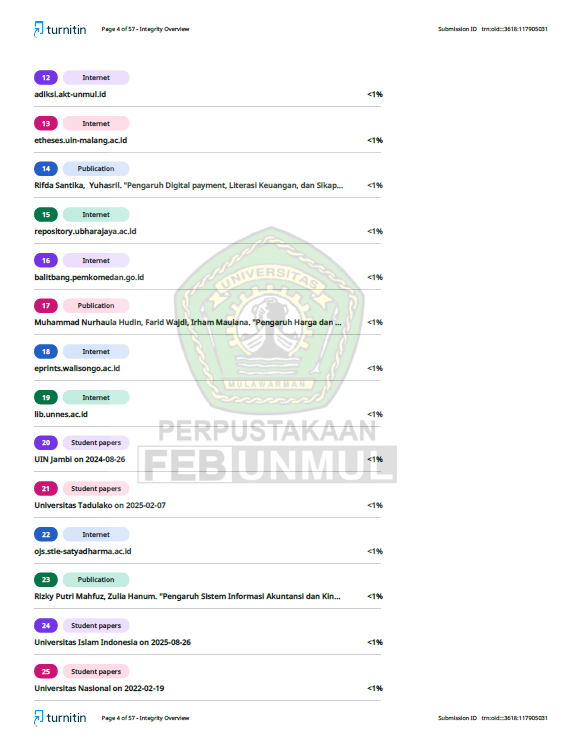 turnitin Page 4 of 57 - Integrity Overview Submission ID trn:oid:::3618:117905031
12 Internet
adiksi.akt-unmul.id <1%
13 Internet
etheses.uin-malang.ac.id <1%
14 Publication
Rifda Santika, Yuhasril. "Pengaruh Digital payment, Literasi Keuangan, dan Sikap... <1%
15 Internet
repository.ubharajaya.ac.id <1%
16 Internet
balitbang.pemkomedan.go.id <1%
17 Publication
Muhammad Nurhaula Hudin, Farid Wajdi, Irham Maulana. "Pengaruh Harga dan ... <1%
18 Internet
eprints.walisongo.ac.id <1%
19 Internet
lib.unnes.ac.id <1%
20 Student papers
UIN Jambi on 2024-08-26 <1%
21 Student papers
Universitas Tadulako on 2025-02-07 <1%
22 Internet
ojs.stie-satyadharma.ac.id <1%
23 Publication
Rizky Putri Mahfuz, Zulia Hanum. "Pengaruh Sistem Informasi Akuntansi dan Kin... <1%
24 Student papers
Universitas Islam Indonesia on 2025-08-26 <1%
25 Student papers
Universitas Nasional on 2022-02-19 <1%
UNIVERSITAS
MULAWARMAN
PERPUSTAKAAN
FEB UNMUL
turnitin Page 4 of 57 - Integrity Overview Submission ID trn:oid:::3618:117905031